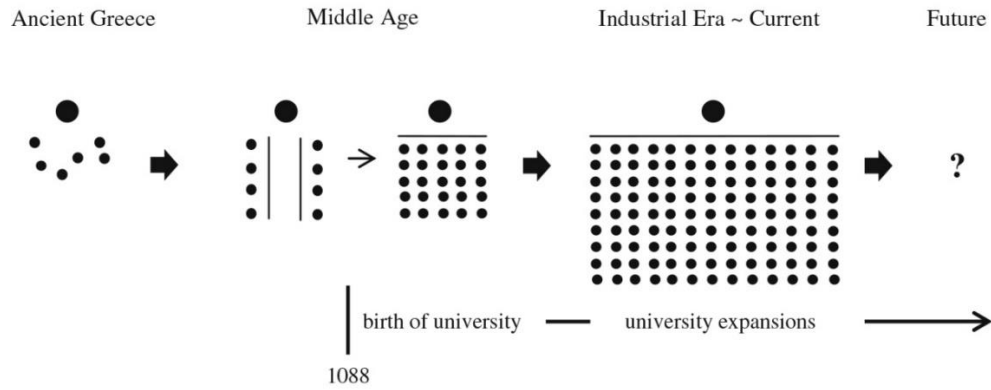 Ancient Greece
Middle Age
Industrial Era ~ Current
Future
?
birth of university
university expansions
1088